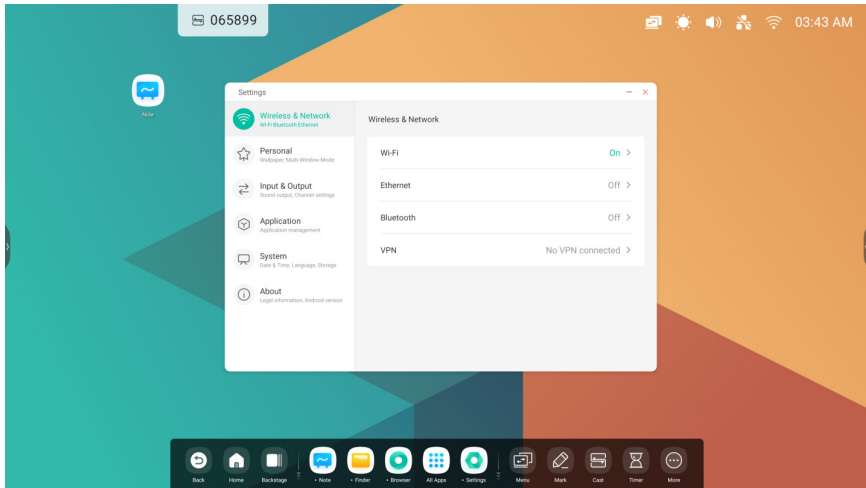 065899
03:43 AM
Note
Settings
Wireless & Network
Wi-Fi Bluetooth Ethernet
Personal
Wallpaper, Multi-Window Mode
Input & Output
Sound output, Channel settings
Application
Application management
System
Date & Time, Language, Storage
About
Legal information, Android version
Wireless & Network
Wi-Fi On
Ethernet Off
Bluetooth Off
VPN No VPN connected
Back Home Backstage • Note • Finder • Browser All Apps • Settings Menu Mark Cast Timer More